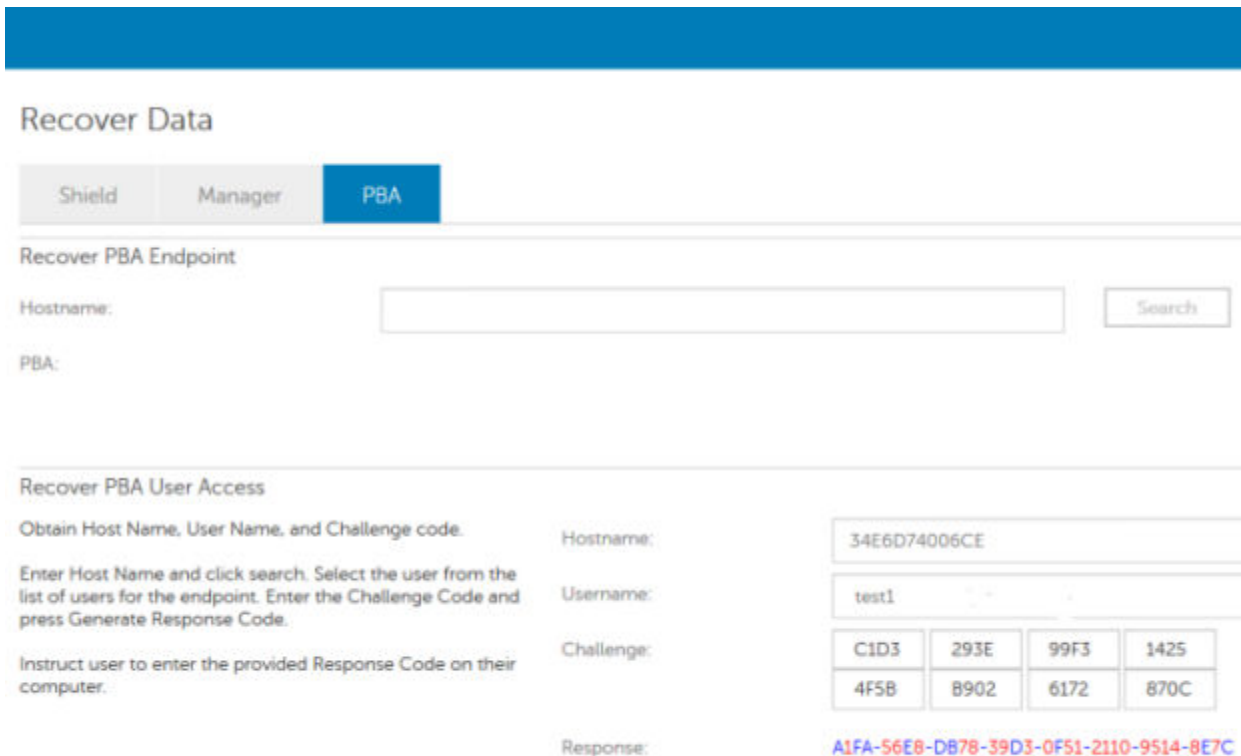 Recover Data
Shield Manager PBA
Recover PBA Endpoint
Hostname: Search
PBA:
Recover PBA User Access
Obtain Host Name, User Name, and Challenge code.
Hostname: 34E6D74006CE
Enter Host Name and click search. Select the user from the
list of users for the endpoint. Enter the Challenge Code and
press Generate Response Code.
Username: test1
Instruct user to enter the provided Response Code on their
computer.
Challenge: C1D3 293E 99F3 1425
4F5B B902 6172 870C
Response: A1FA-56E8-DB78-39D3-0F51-2110-9514-8E7C